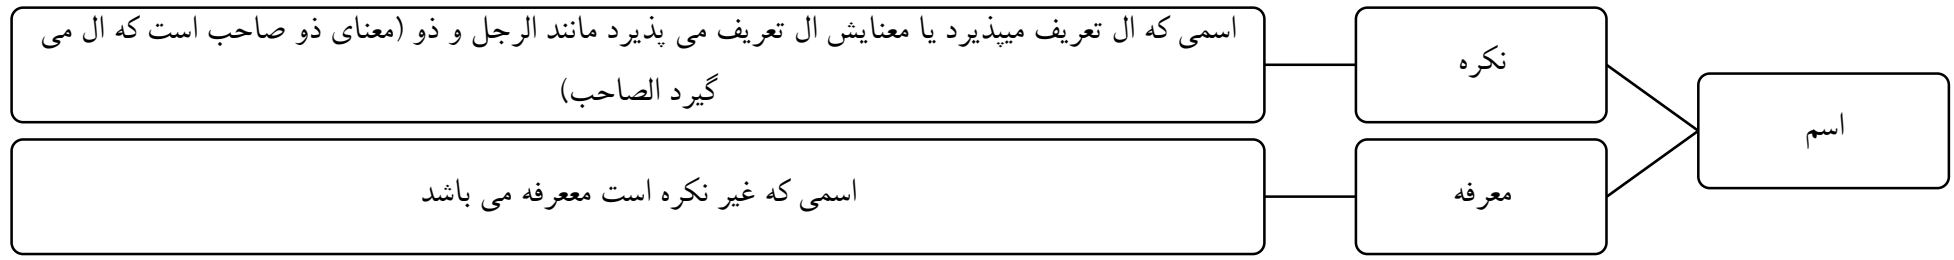 اسم
نکره
اسمی که ال تعریف میپذیرد یا معنایش ال تعریف می پذیرد مانند الرجل و ذو (معنای ذو صاحب است که ال می
گیرد الصاحب)
معرفه
اسمی که غیر نکره است مععرفه می باشد